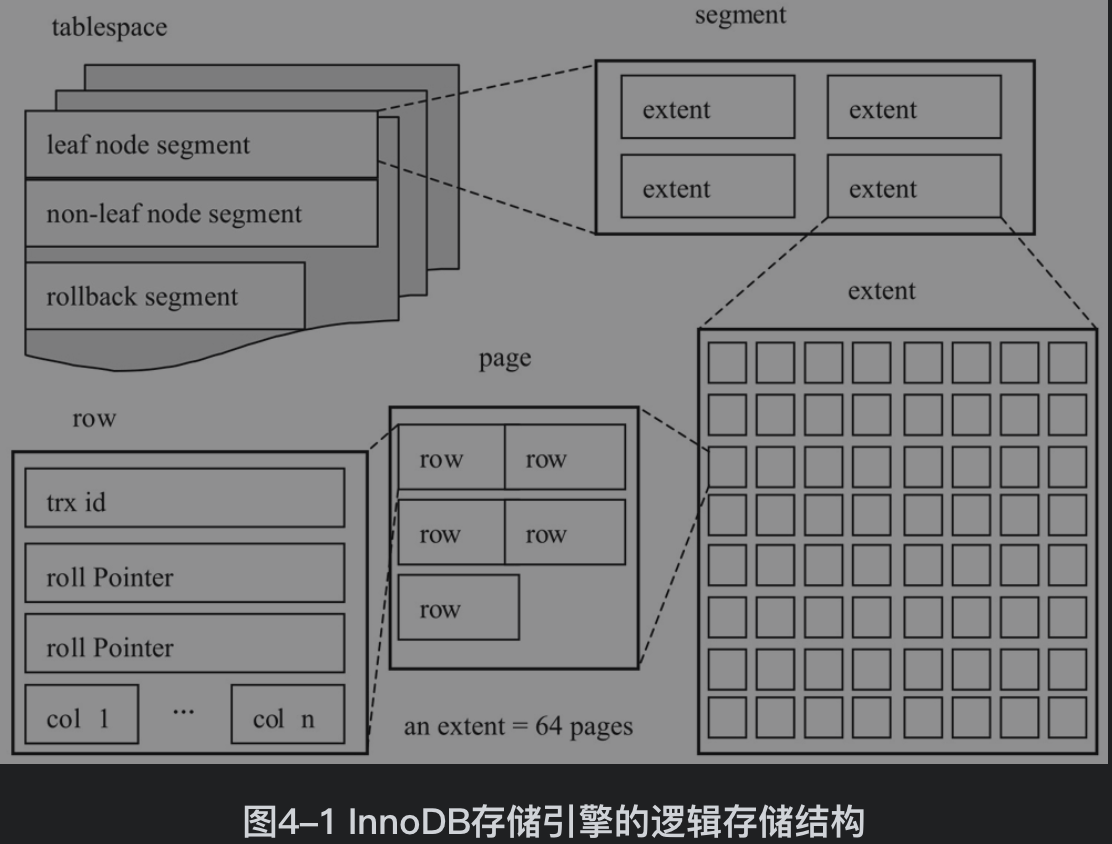 tablespace
leaf node segment
non-leaf node segment
rollback segment
segment
extent
extent
extent
extent
extent
page
row
row
row
row
row
an extent = 64 pages
row
trx id
roll Pointer
roll Pointer
col 1
...
col n
图4–1 InnoDB存储引擎的逻辑存储结构